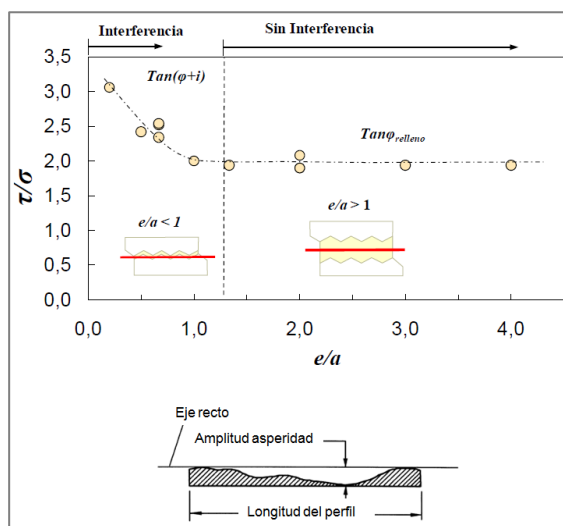 Interferencia
Sin Interferencia
3,5
3,0
2,5
2,0
1,5
1,0
0,5
0,0
τ/σ
Tan(φ+i)
Tanφrelleno
e/a < 1
e/a > 1
0,0 1,0 2,0 3,0 4,0
e/a
Eje recto
Amplitud asperidad
Longitud del perfil